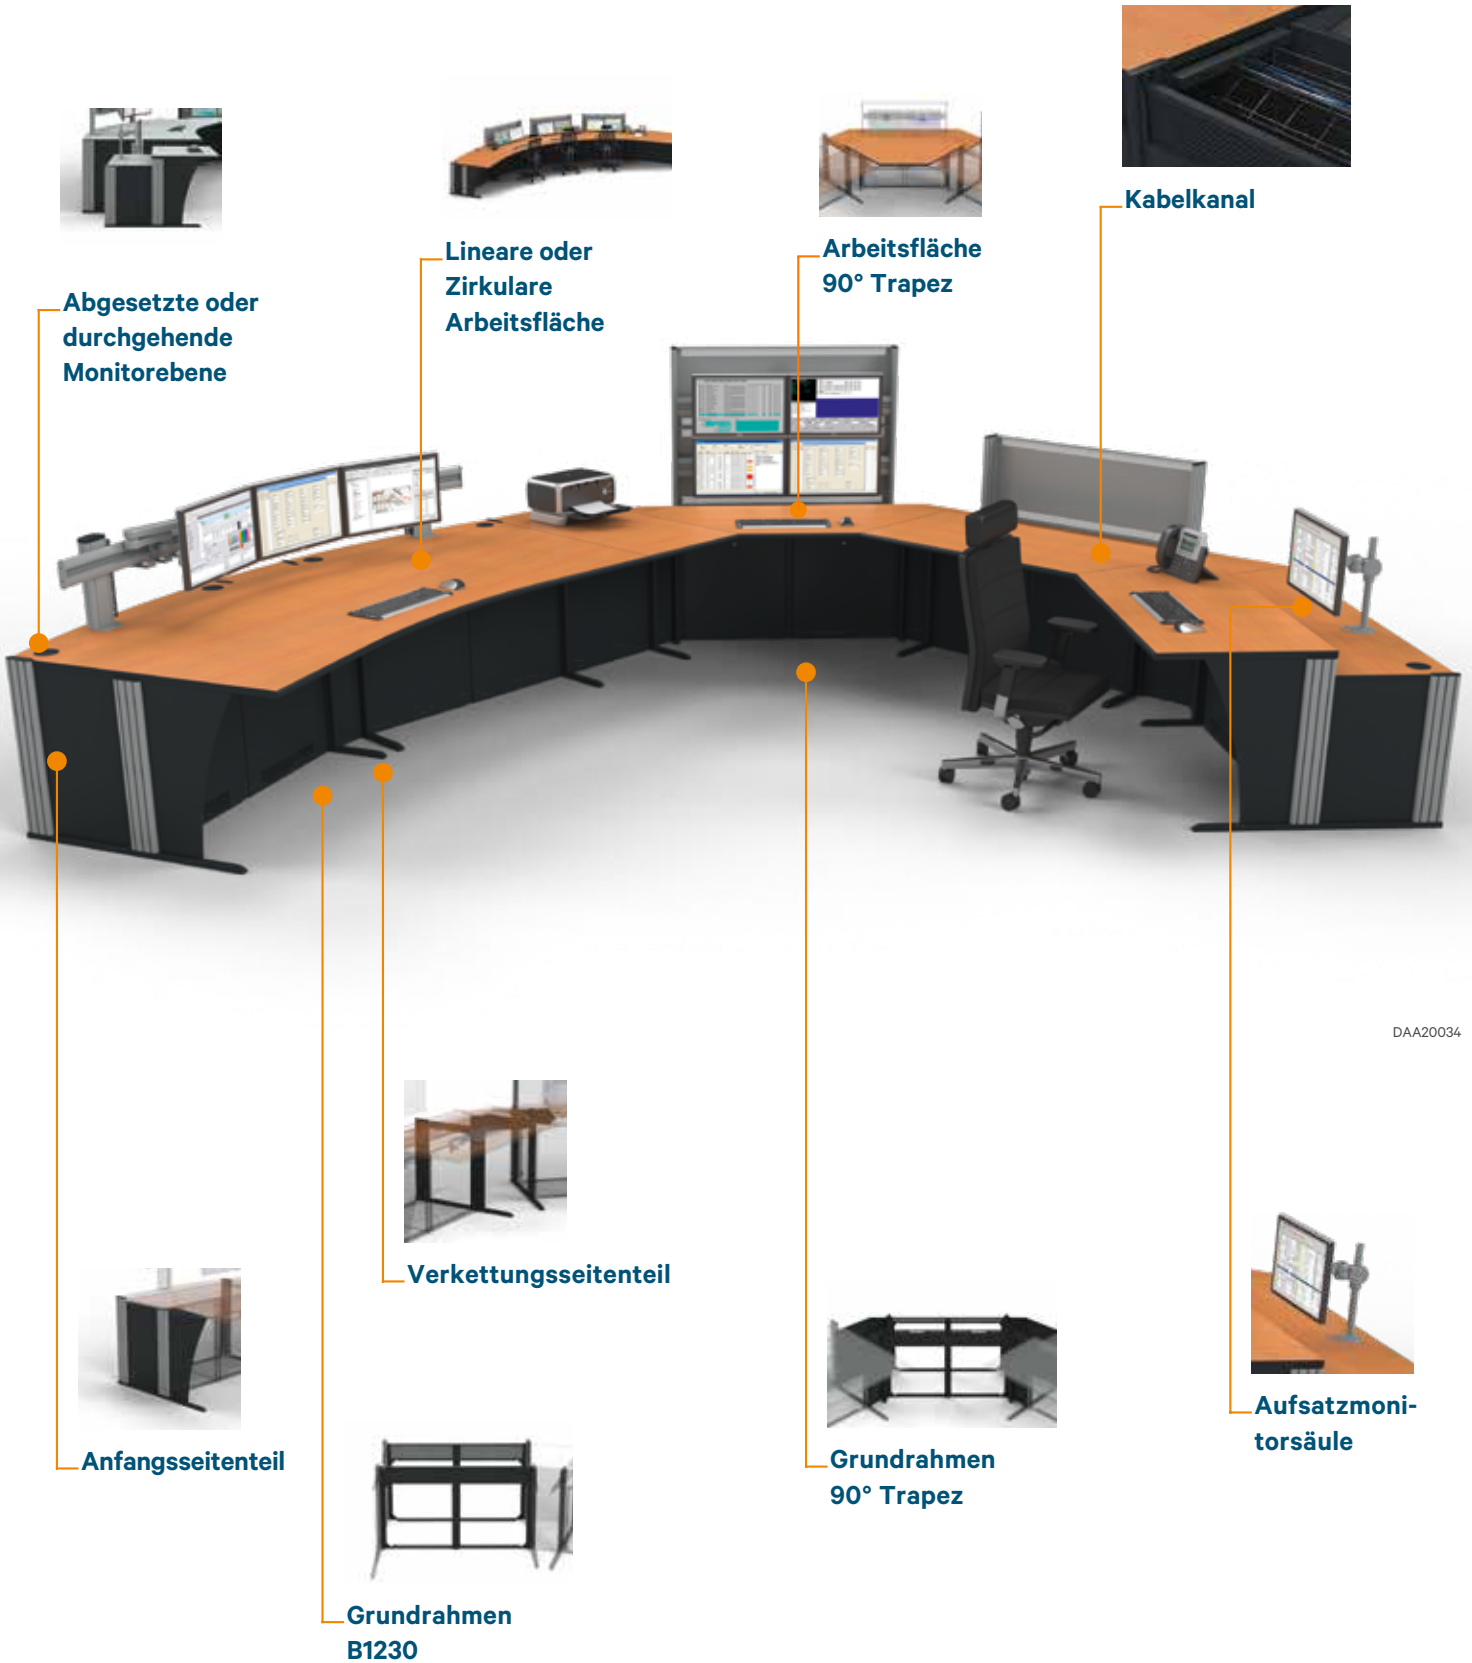 Kabelkanal
Lineare oder
Zirkulare
Arbeitsfläche
Arbeitsfläche
90° Trapez
Abgesetzte oder
durchgehende
Monitorebene
DAA20034
Verkettungsseitenteil
Anfangsseitenteil
Grundrahmen
90° Trapez
Aufsatzmoni-
torsäule
Grundrahmen
B1230